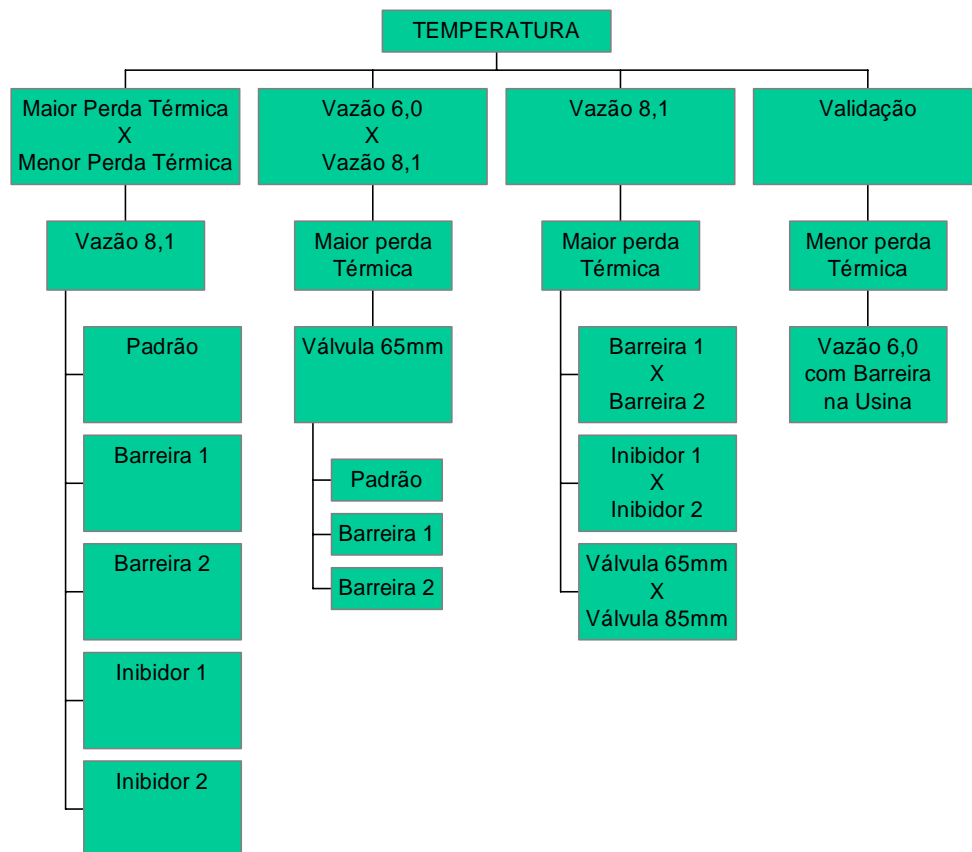 TEMPERATURA
Maior Perda Térmica
X
Menor Perda Térmica
Vazão 6,0
X
Vazão 8,1
Vazão 8,1
Validação
Vazão 8,1
Maior perda
Térmica
Maior perda
Térmica
Menor perda
Térmica
Padrão
Barreira 1
Barreira 2
Inibidor 1
Inibidor 2
Válvula 65mm
Padrão
Barreira 1
Barreira 2
Barreira 1
X
Barreira 2
Inibidor 1
X
Inibidor 2
Válvula 65mm
X
Válvula 85mm
Vazão 6,0
com Barreira
na Usina